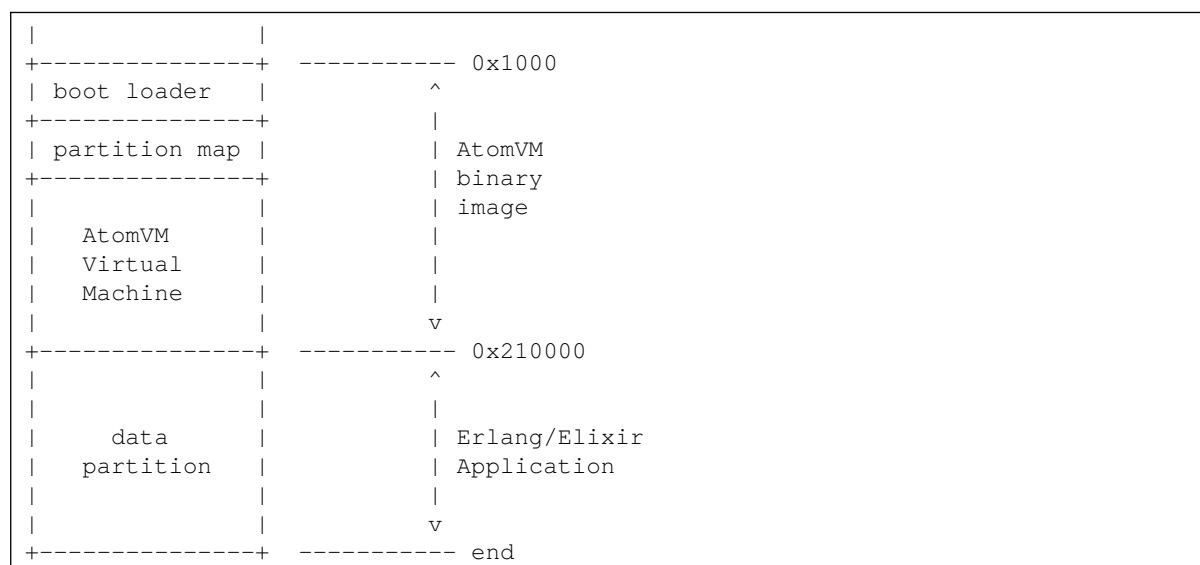 |               |
+---------------+  ----------- 0x1000
| boot loader   |           ^
+---------------+           |
| partition map |           | AtomVM
+---------------+           | binary
|               |           | image
|   AtomVM      |           |
|   Virtual     |           |
|   Machine     |           |
|               |           v
+---------------+  ----------- 0x210000
|               |           ^
|               |           |
|     data      |           | Erlang/Elixir
|   partition   |           | Application
|               |           |
|               |           v
+---------------+  ----------- end